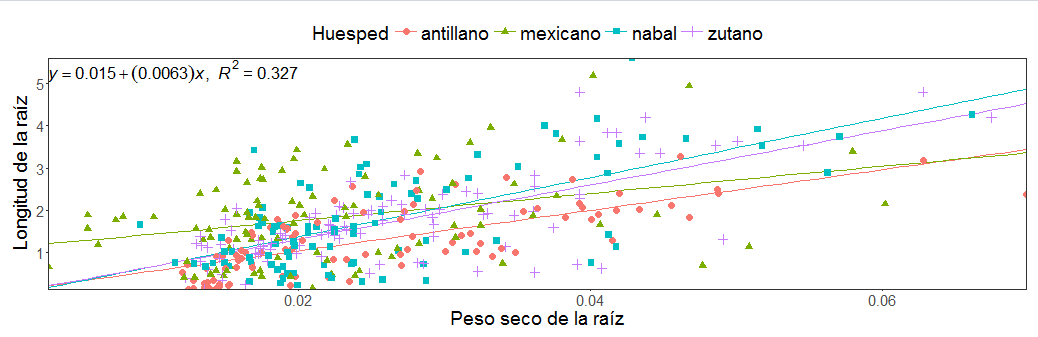 Huesped antillano mexicano nabal zutano
y = 0.015 + (0.0063)x, R² = 0.327
5
4
3
2
1
Longitud de la raíz
0.02 0.04 0.06
Peso seco de la raíz